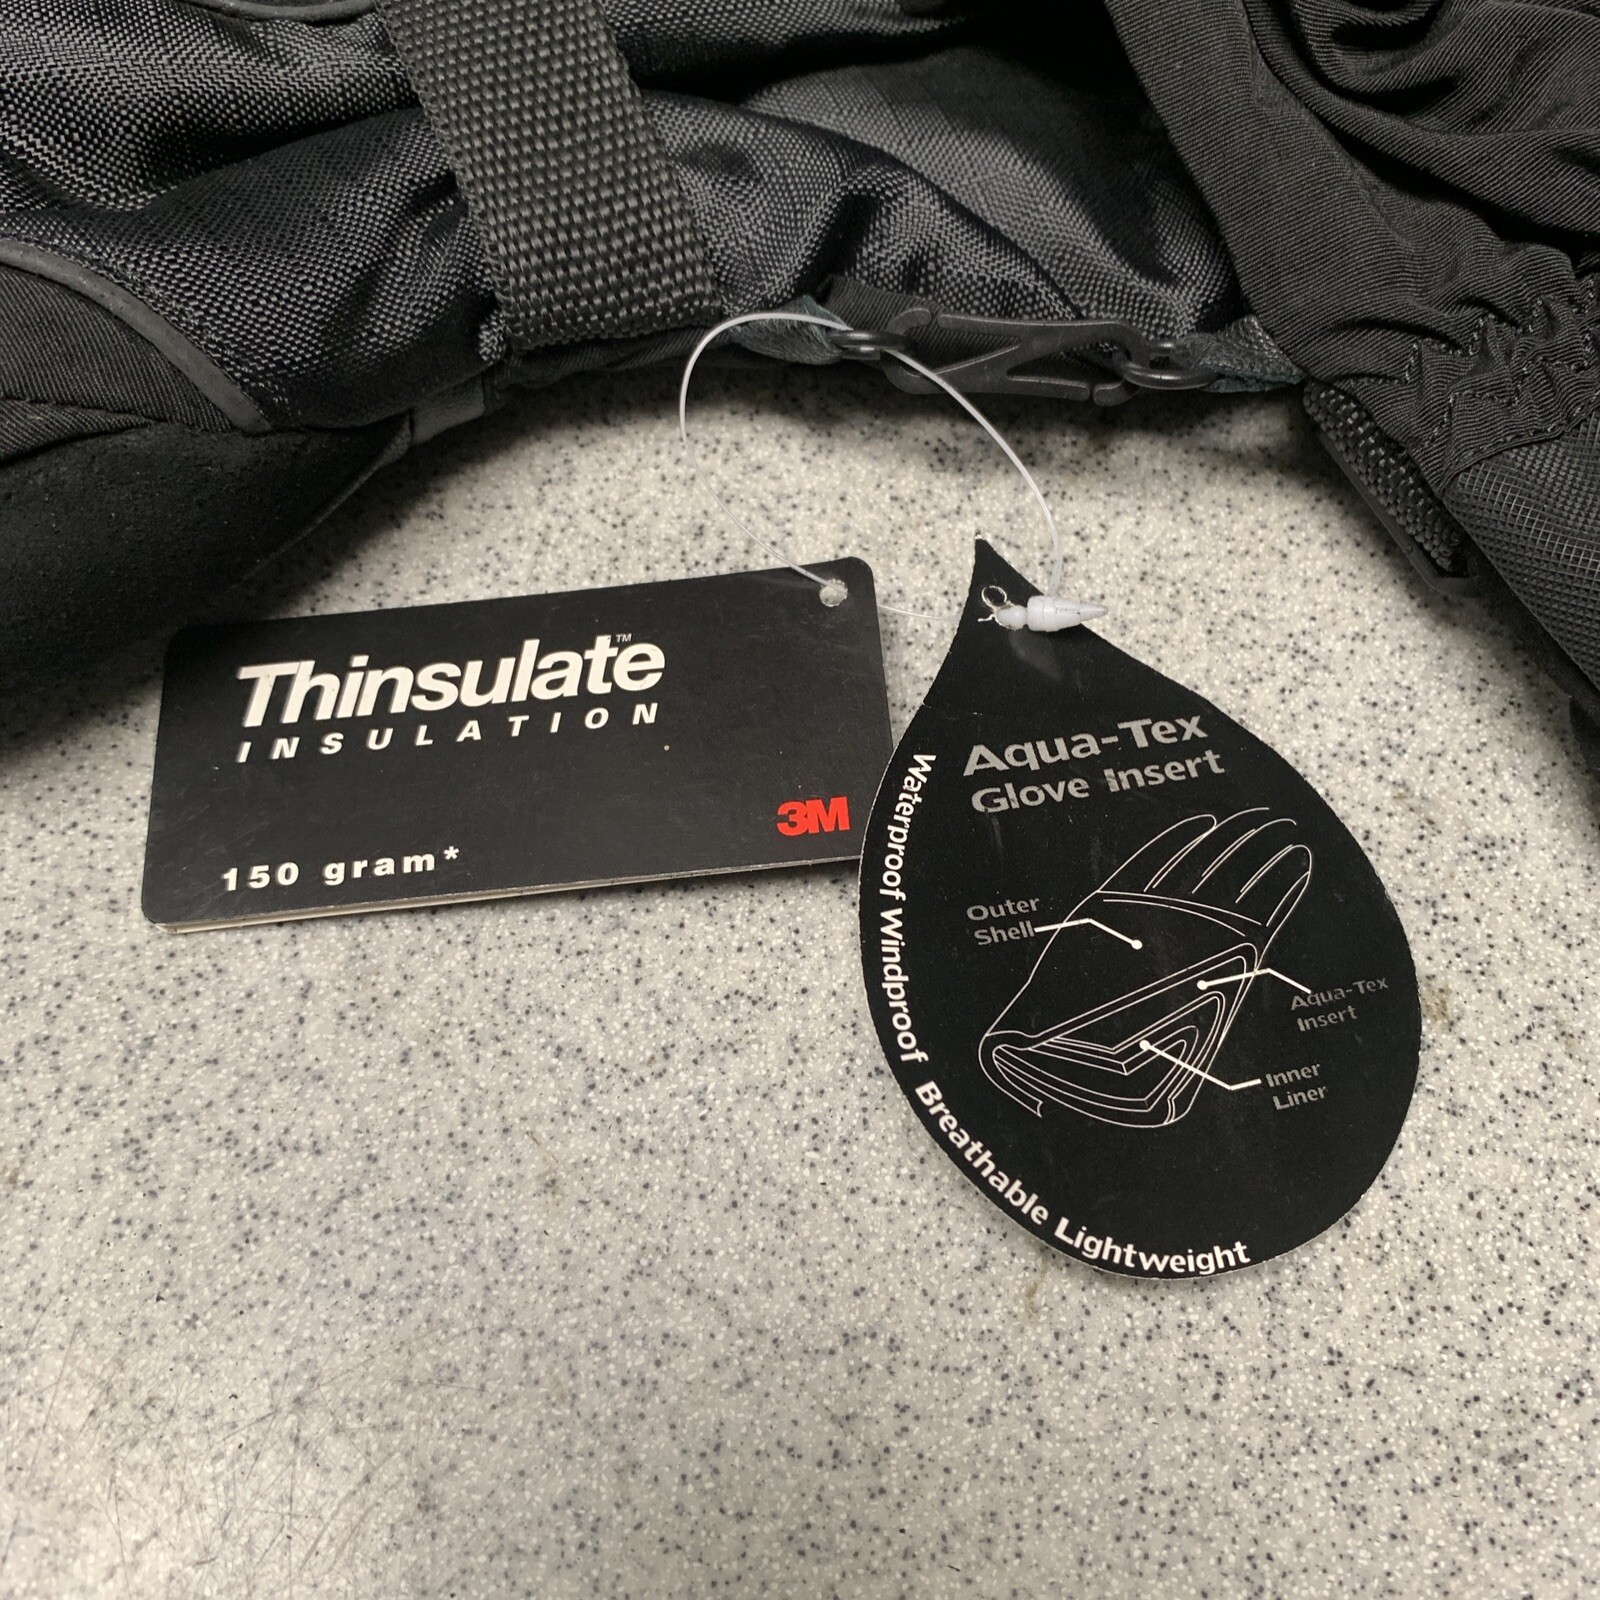 Thinsulate™
INSULATION
3M
150 gram*
Aqua-Tex
Glove Insert
Outer
Shell
Aqua-Tex
Insert
Inner
Liner
Waterproof Windproof Breathable Lightweight